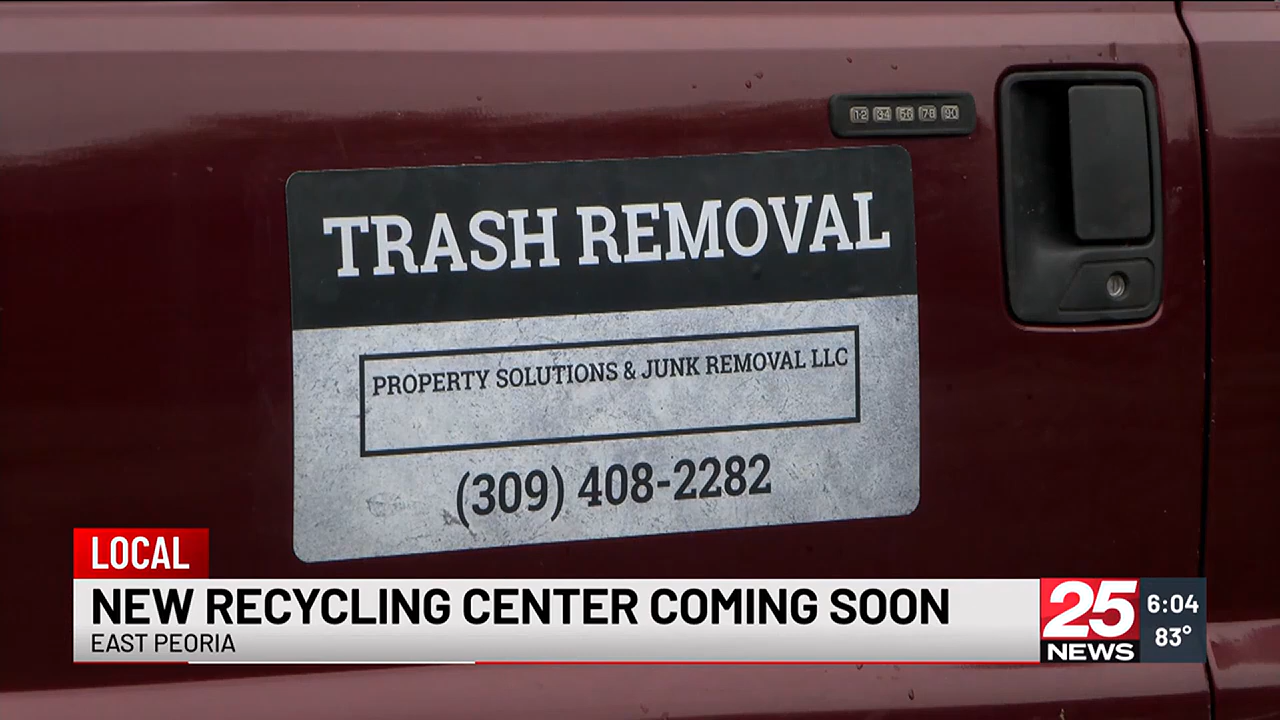 12 34 56 78 90
TRASH REMOVAL
PROPERTY SOLUTIONS & JUNK REMOVAL LLC
(309) 408-2282
LOCAL
NEW RECYCLING CENTER COMING SOON
EAST PEORIA
25
NEWS
6:04
83°